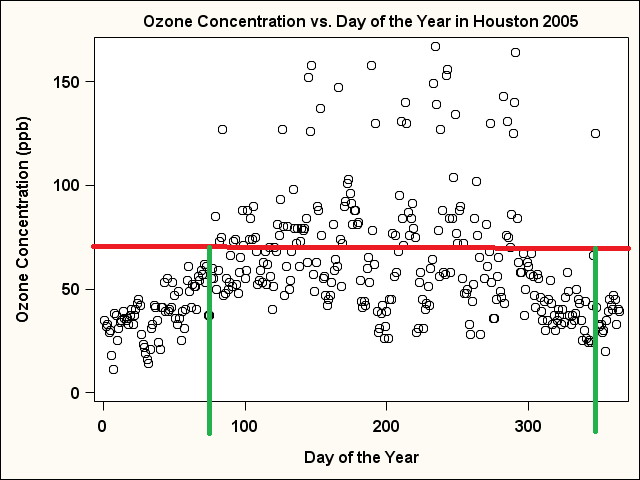 Ozone Concentration vs. Day of the Year in Houston 2005
Ozone Concentration (ppb)
150
100
50
0
0 100 200 300
Day of the Year